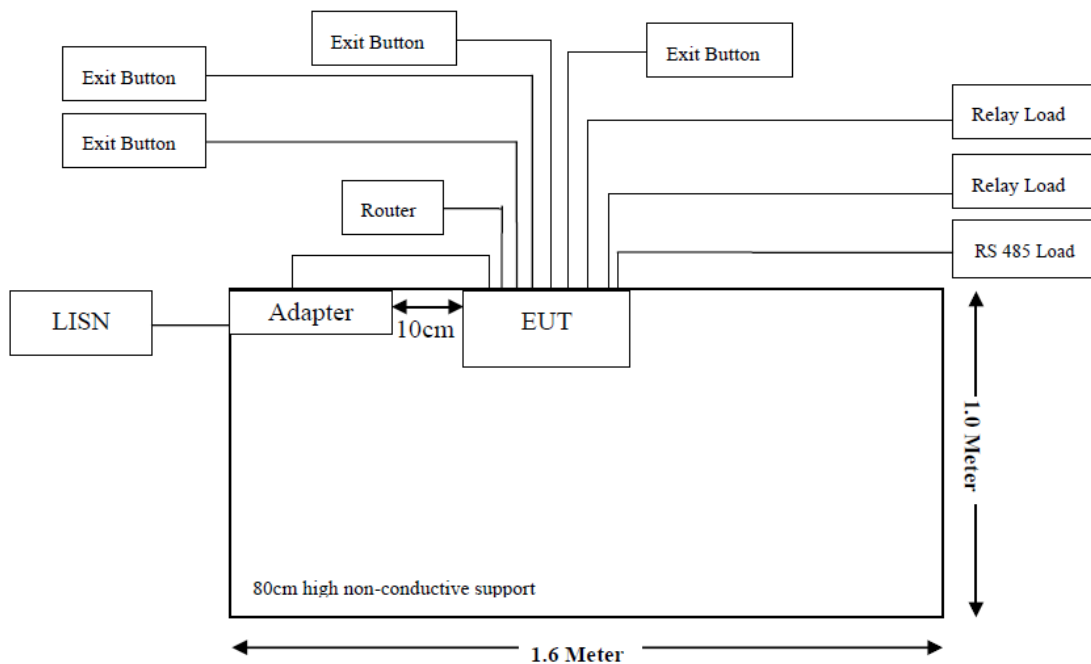 Exit Button
Exit Button
Exit Button
Exit Button
Relay Load
Relay Load
Router
RS 485 Load
LISN
Adapter
10cm
EUT
1.0 Meter
80cm high non-conductive support
1.6 Meter